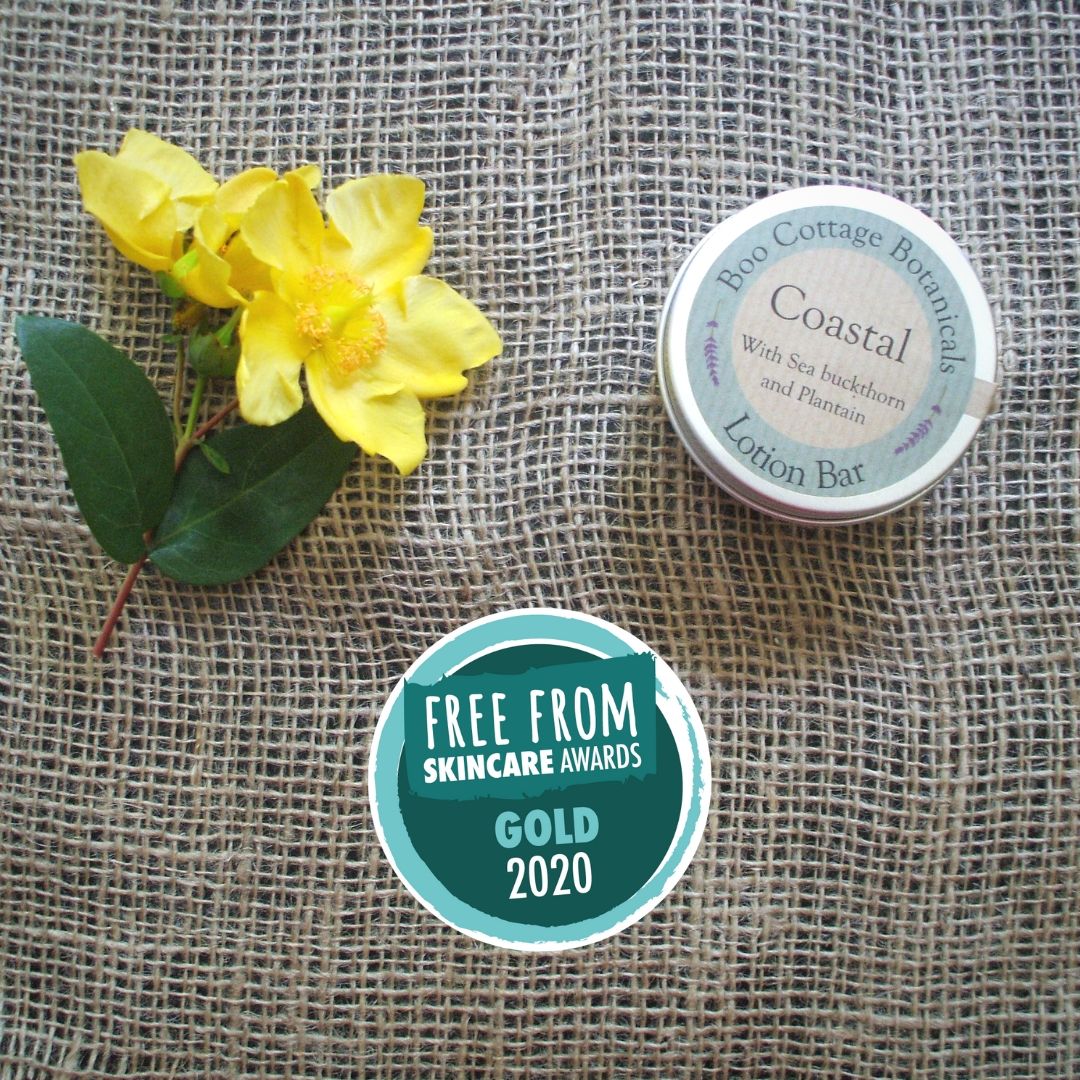 Boo Cottage Botanicals
Coastal
With Sea buckthorn
and Plantain
Lotion Bar
FREE FROM
SKINCARE AWARDS
GOLD
2020